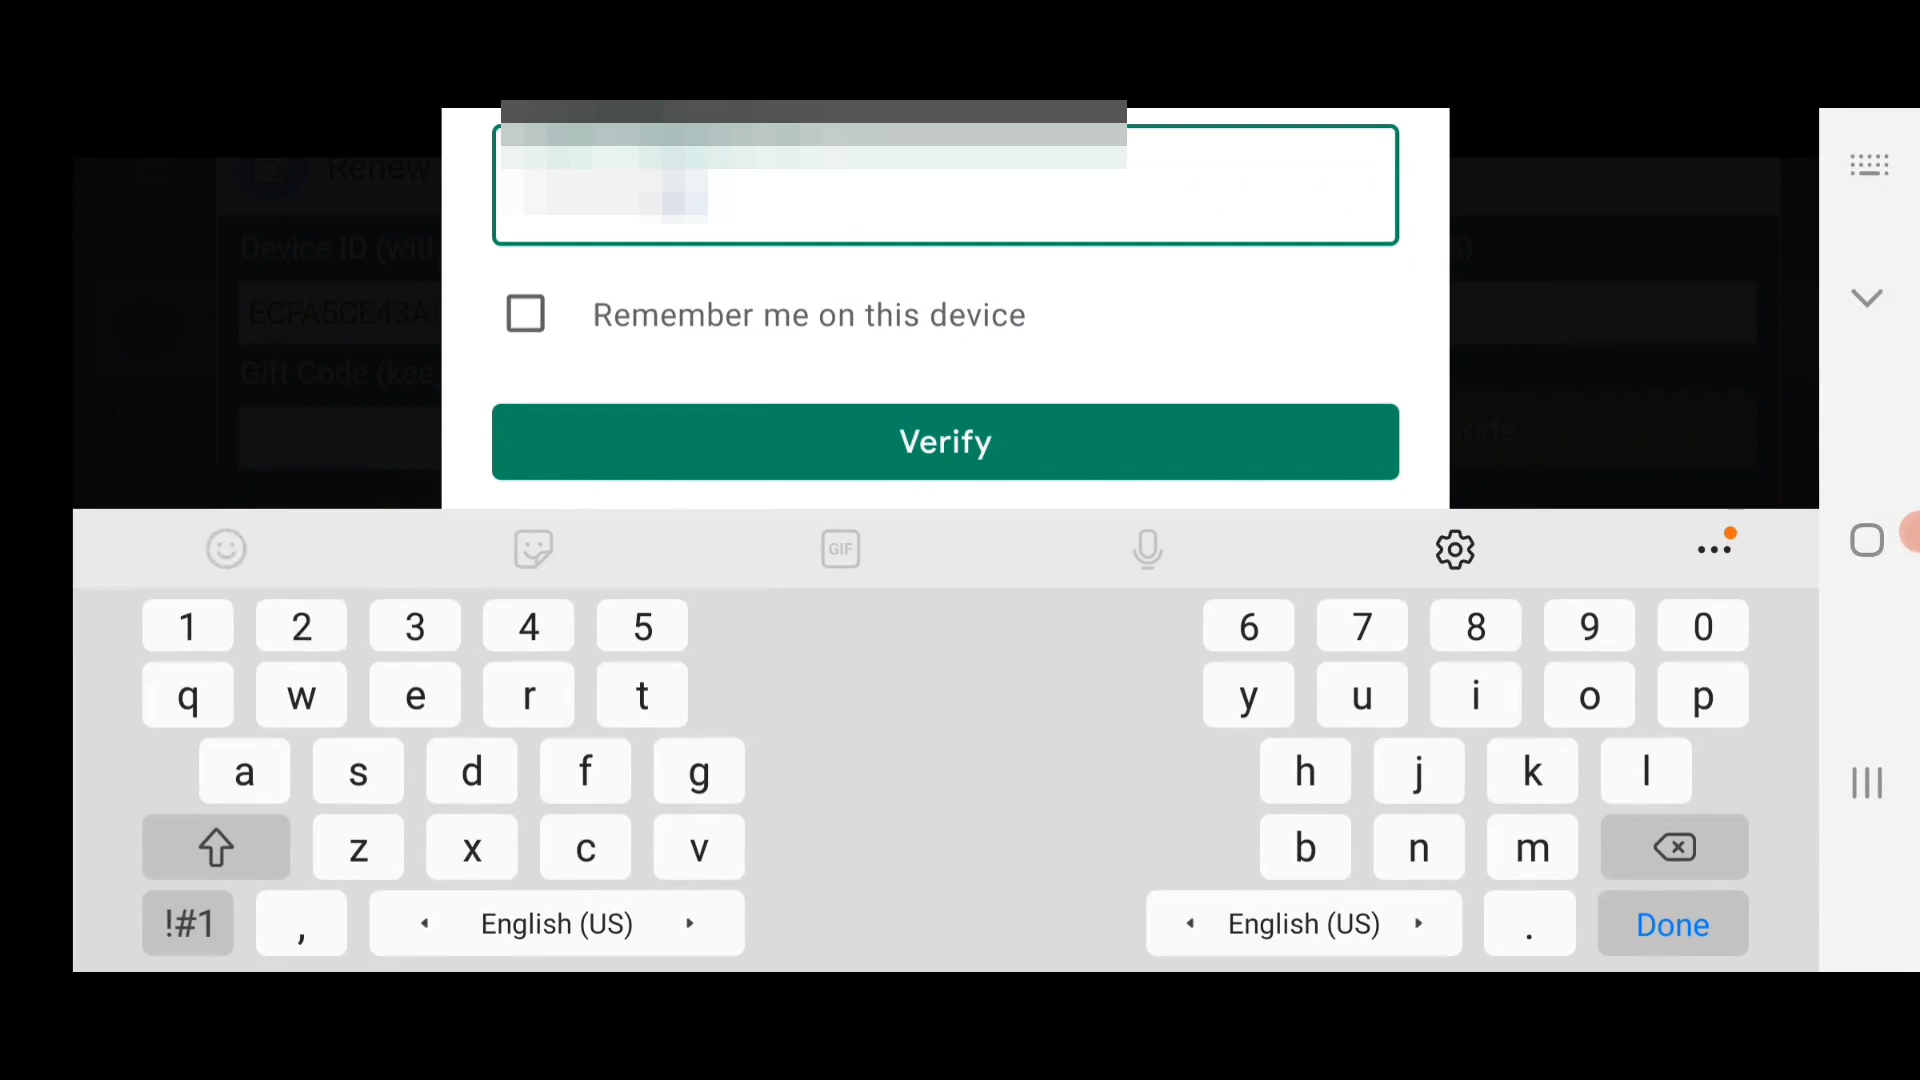 Renew
Device ID (with
ECFA5CE43A
Gift Code (kee
Remember me on this device
Verify
GIF
1 2 3 4 5 6 7 8 9 0
q w e r t y u i o p
a s d f g h j k l
z x c v b n m
!#1 , English (US) English (US) . Done